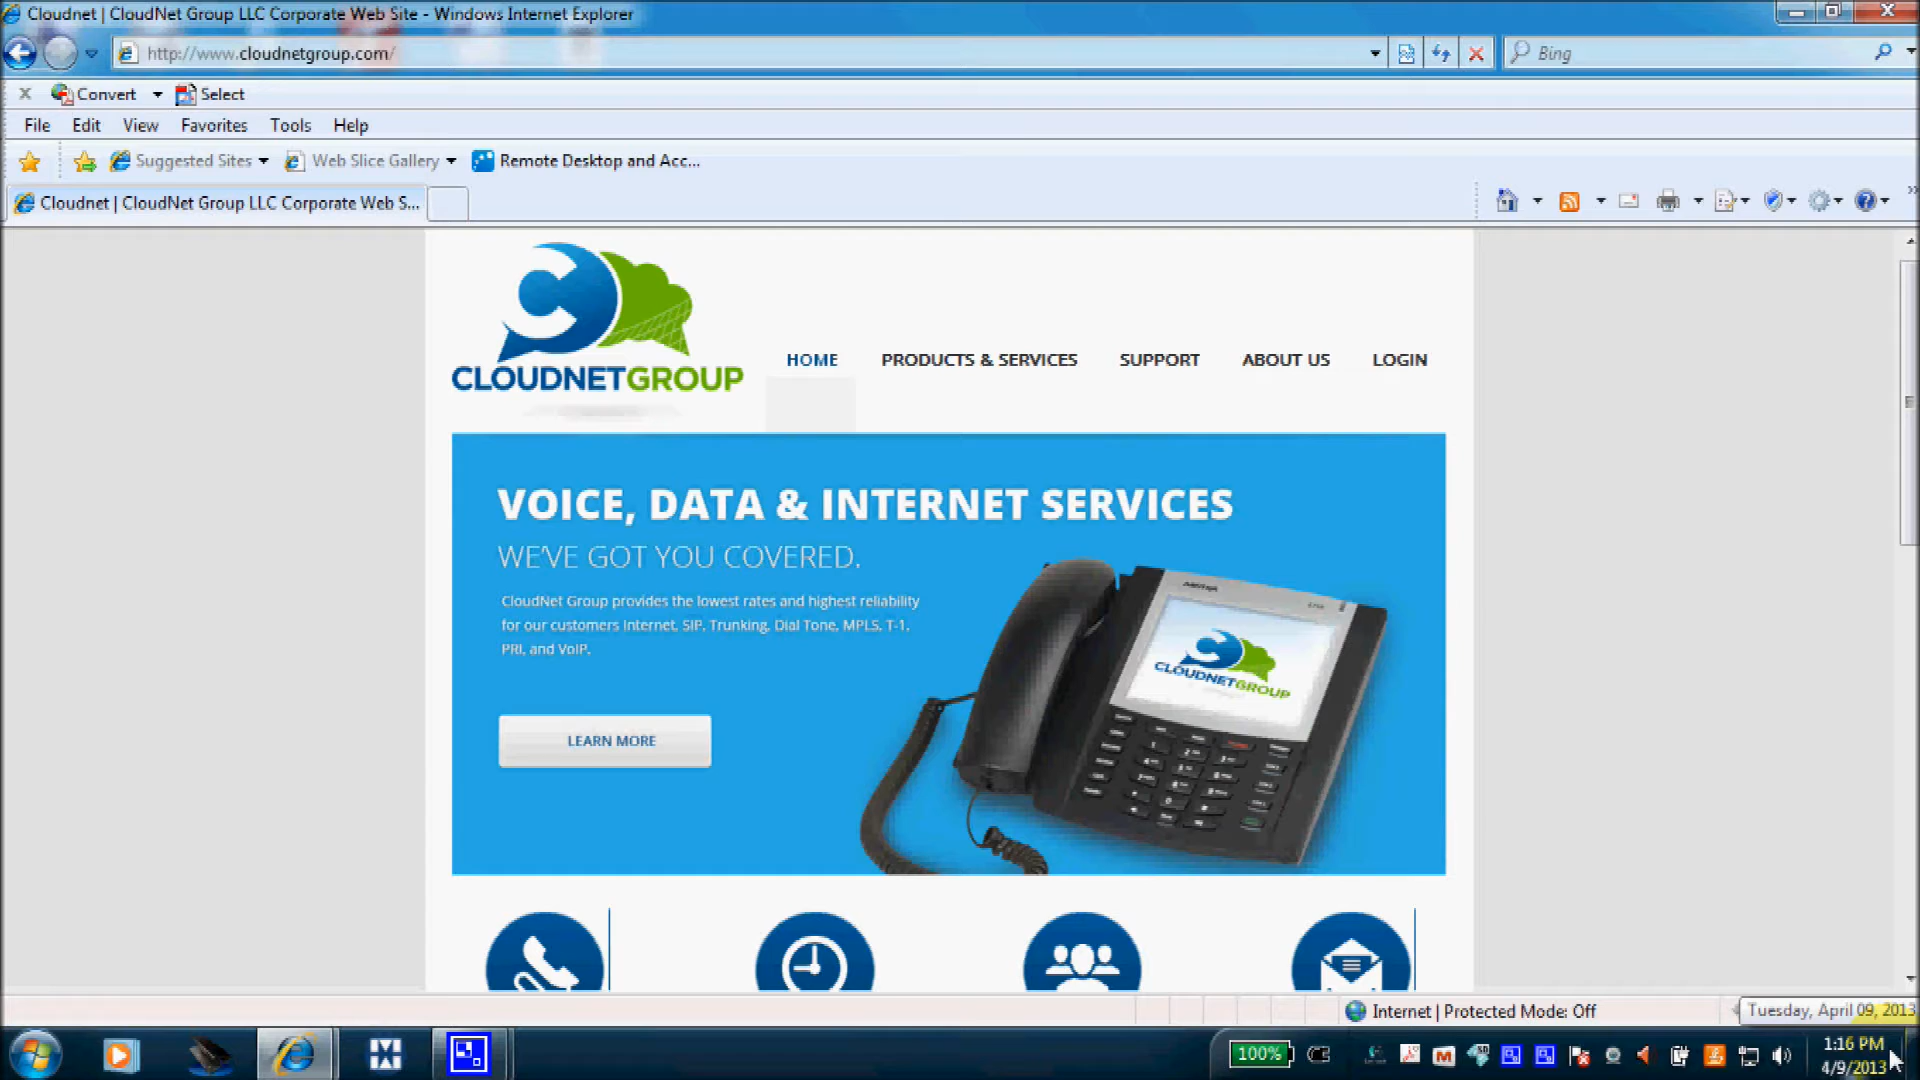 Cloudnet | CloudNet Group LLC Corporate Web Site - Windows Internet Explorer
http://www.cloudnetgroup.com/
Bing
Convert
Select
File Edit View Favorites Tools Help
Suggested Sites
Web Slice Gallery
Remote Desktop and Acc...
Cloudnet | CloudNet Group LLC Corporate Web S...
CLOUDNETGROUP
HOME PRODUCTS & SERVICES SUPPORT ABOUT US LOGIN
VOICE, DATA & INTERNET SERVICES
WE'VE GOT YOU COVERED.
CloudNet Group provides the lowest rates and highest reliability
for our customers Internet, SIP, Trunking, Dial Tone, MPLS, T-1,
PRI, and VoIP.
CLOUDNETGROUP
LEARN MORE
Internet | Protected Mode: Off
Tuesday, April 09, 2013
100%
1:16 PM
4/9/2013